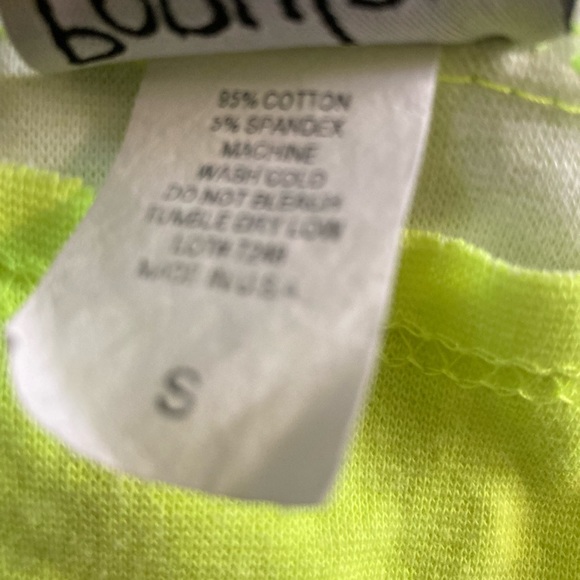 95% COTTON
5% SPANDEX
MACHINE
WASH COLD
DO NOT BLEACH
TUMBLE DRY LOW
MADE IN U.S.A.
S